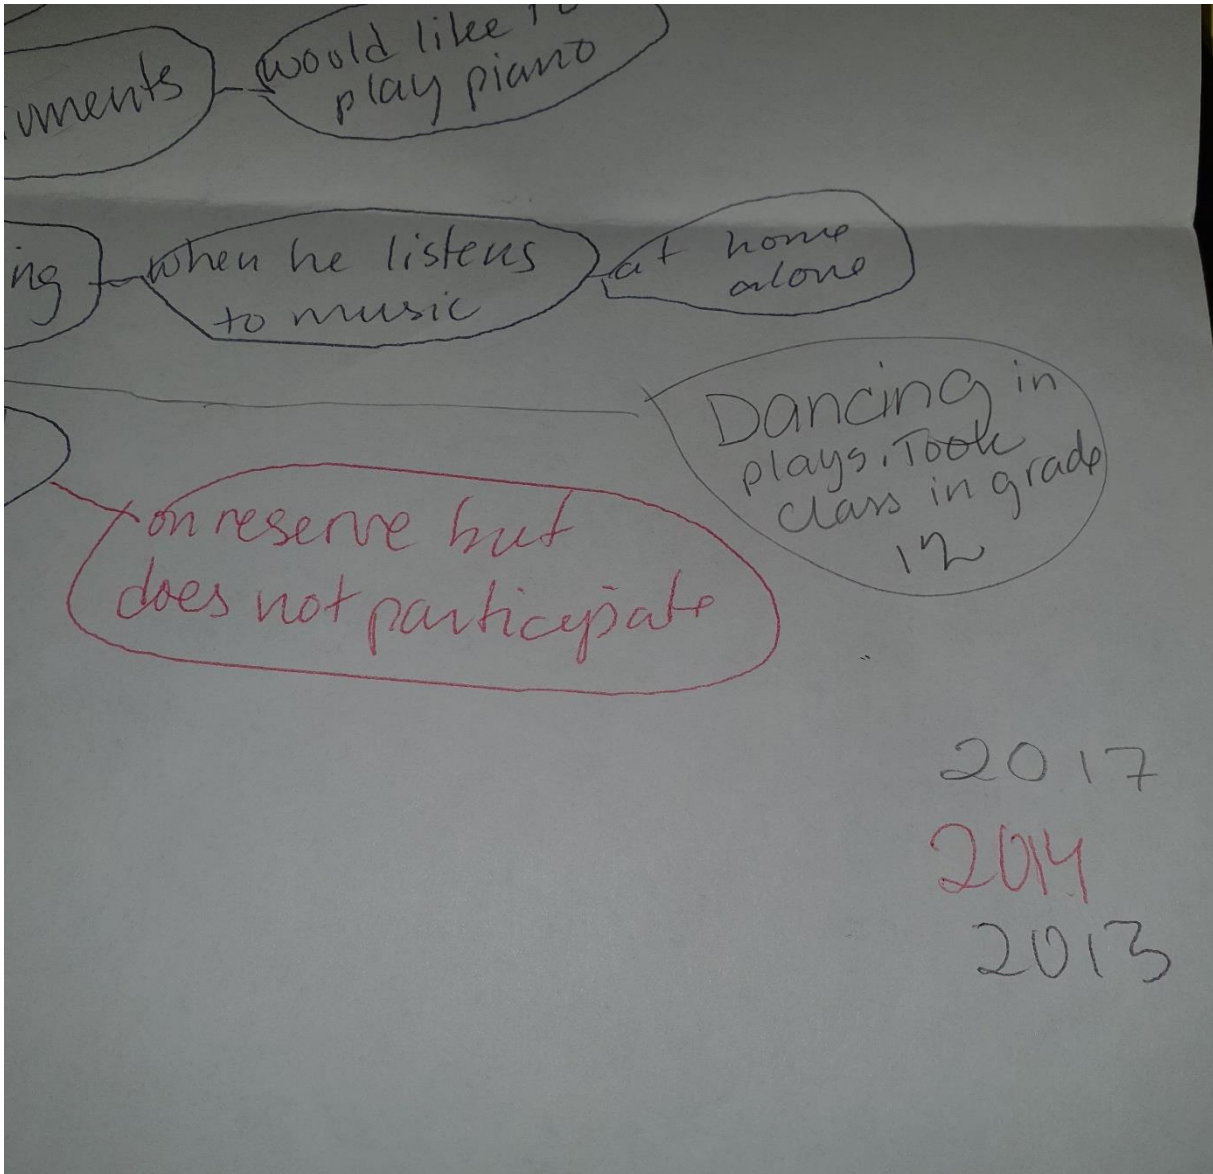 would like to
play piano
uments
when he listens
to music
at home
alone
ing
Dancing in
plays. Took
class in grade
12
on reserve but
does not participate
2017
2014
2013